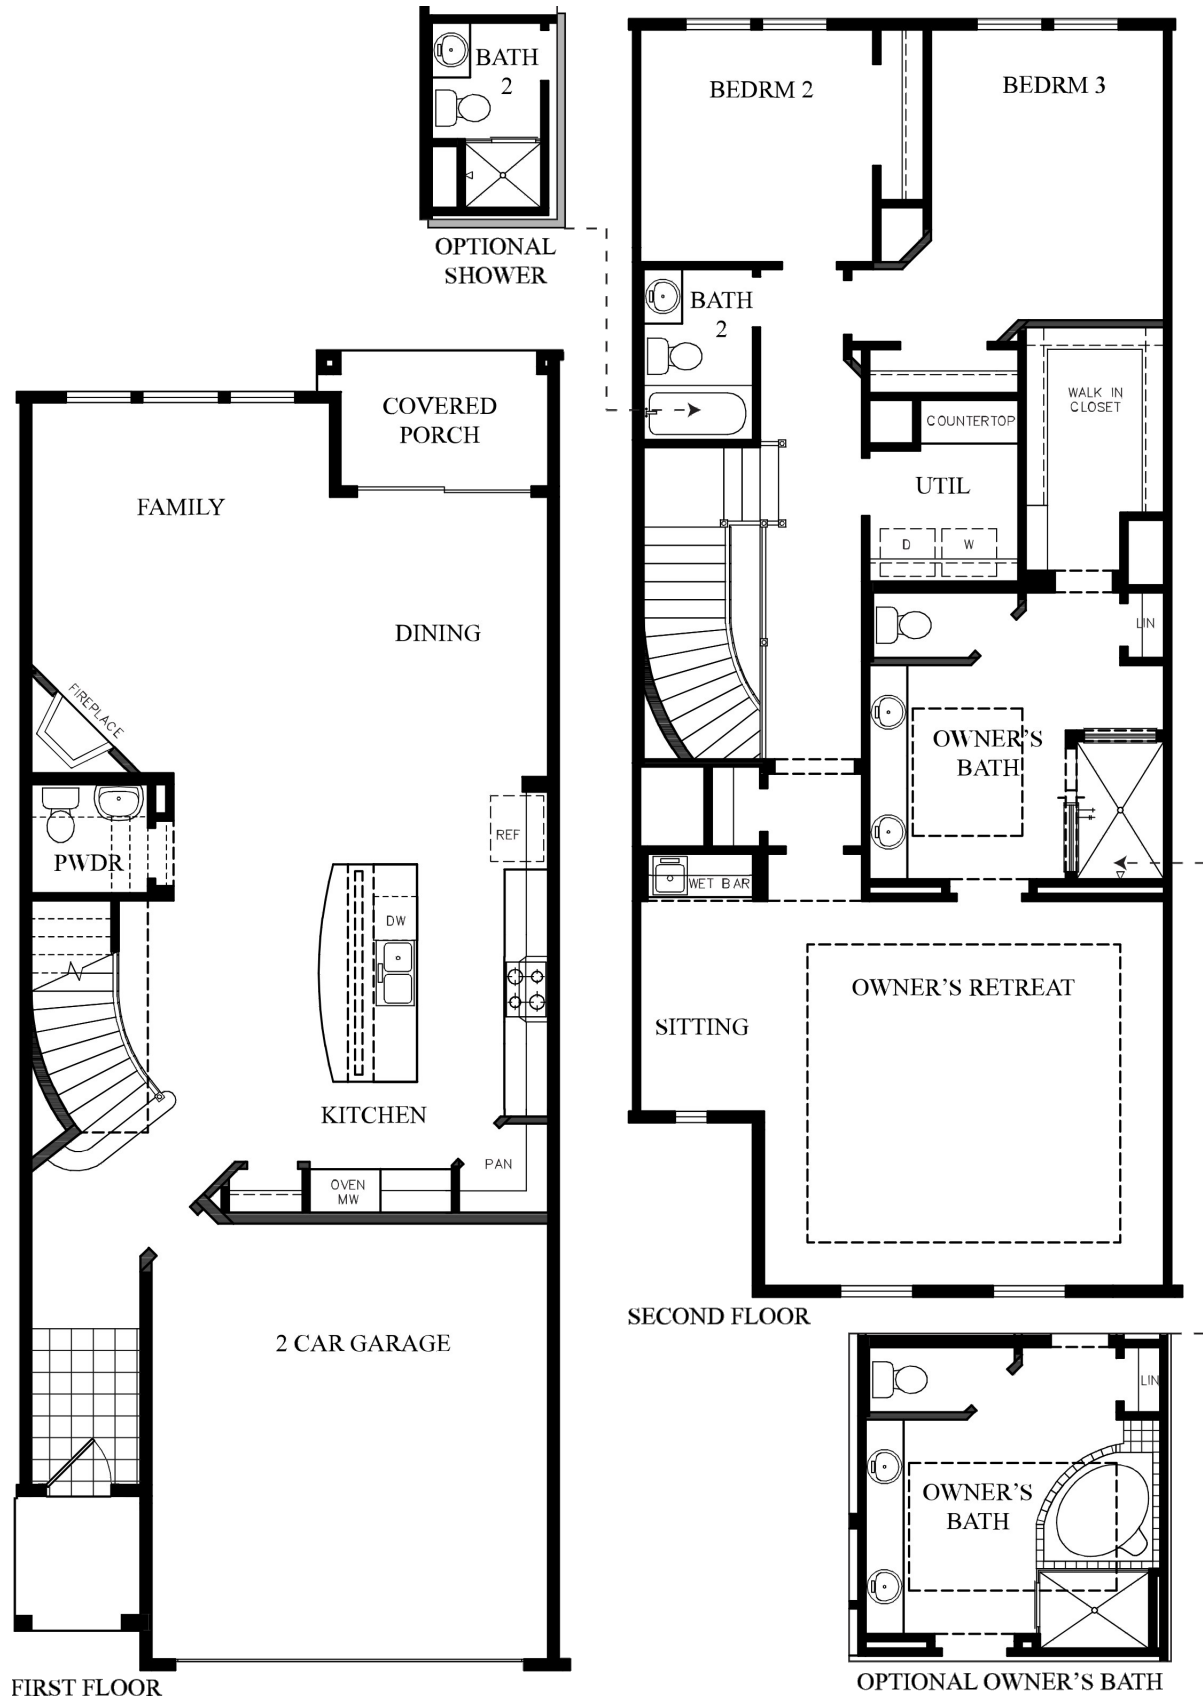 BATH
2
OPTIONAL
SHOWER
COVERED
PORCH
FAMILY
DINING
FIREPLACE
REF
PWDR
DW
KITCHEN
PAN
OVEN
MW
2 CAR GARAGE
FIRST FLOOR
BEDRM 2
BEDRM 3
BATH
2
WALK IN
CLOSET
COUNTERTOP
UTIL
D
W
LIN
OWNER'S
BATH
WET BAR
OWNER'S RETREAT
SITTING
SECOND FLOOR
LIN
OWNER'S
BATH
OPTIONAL OWNER'S BATH